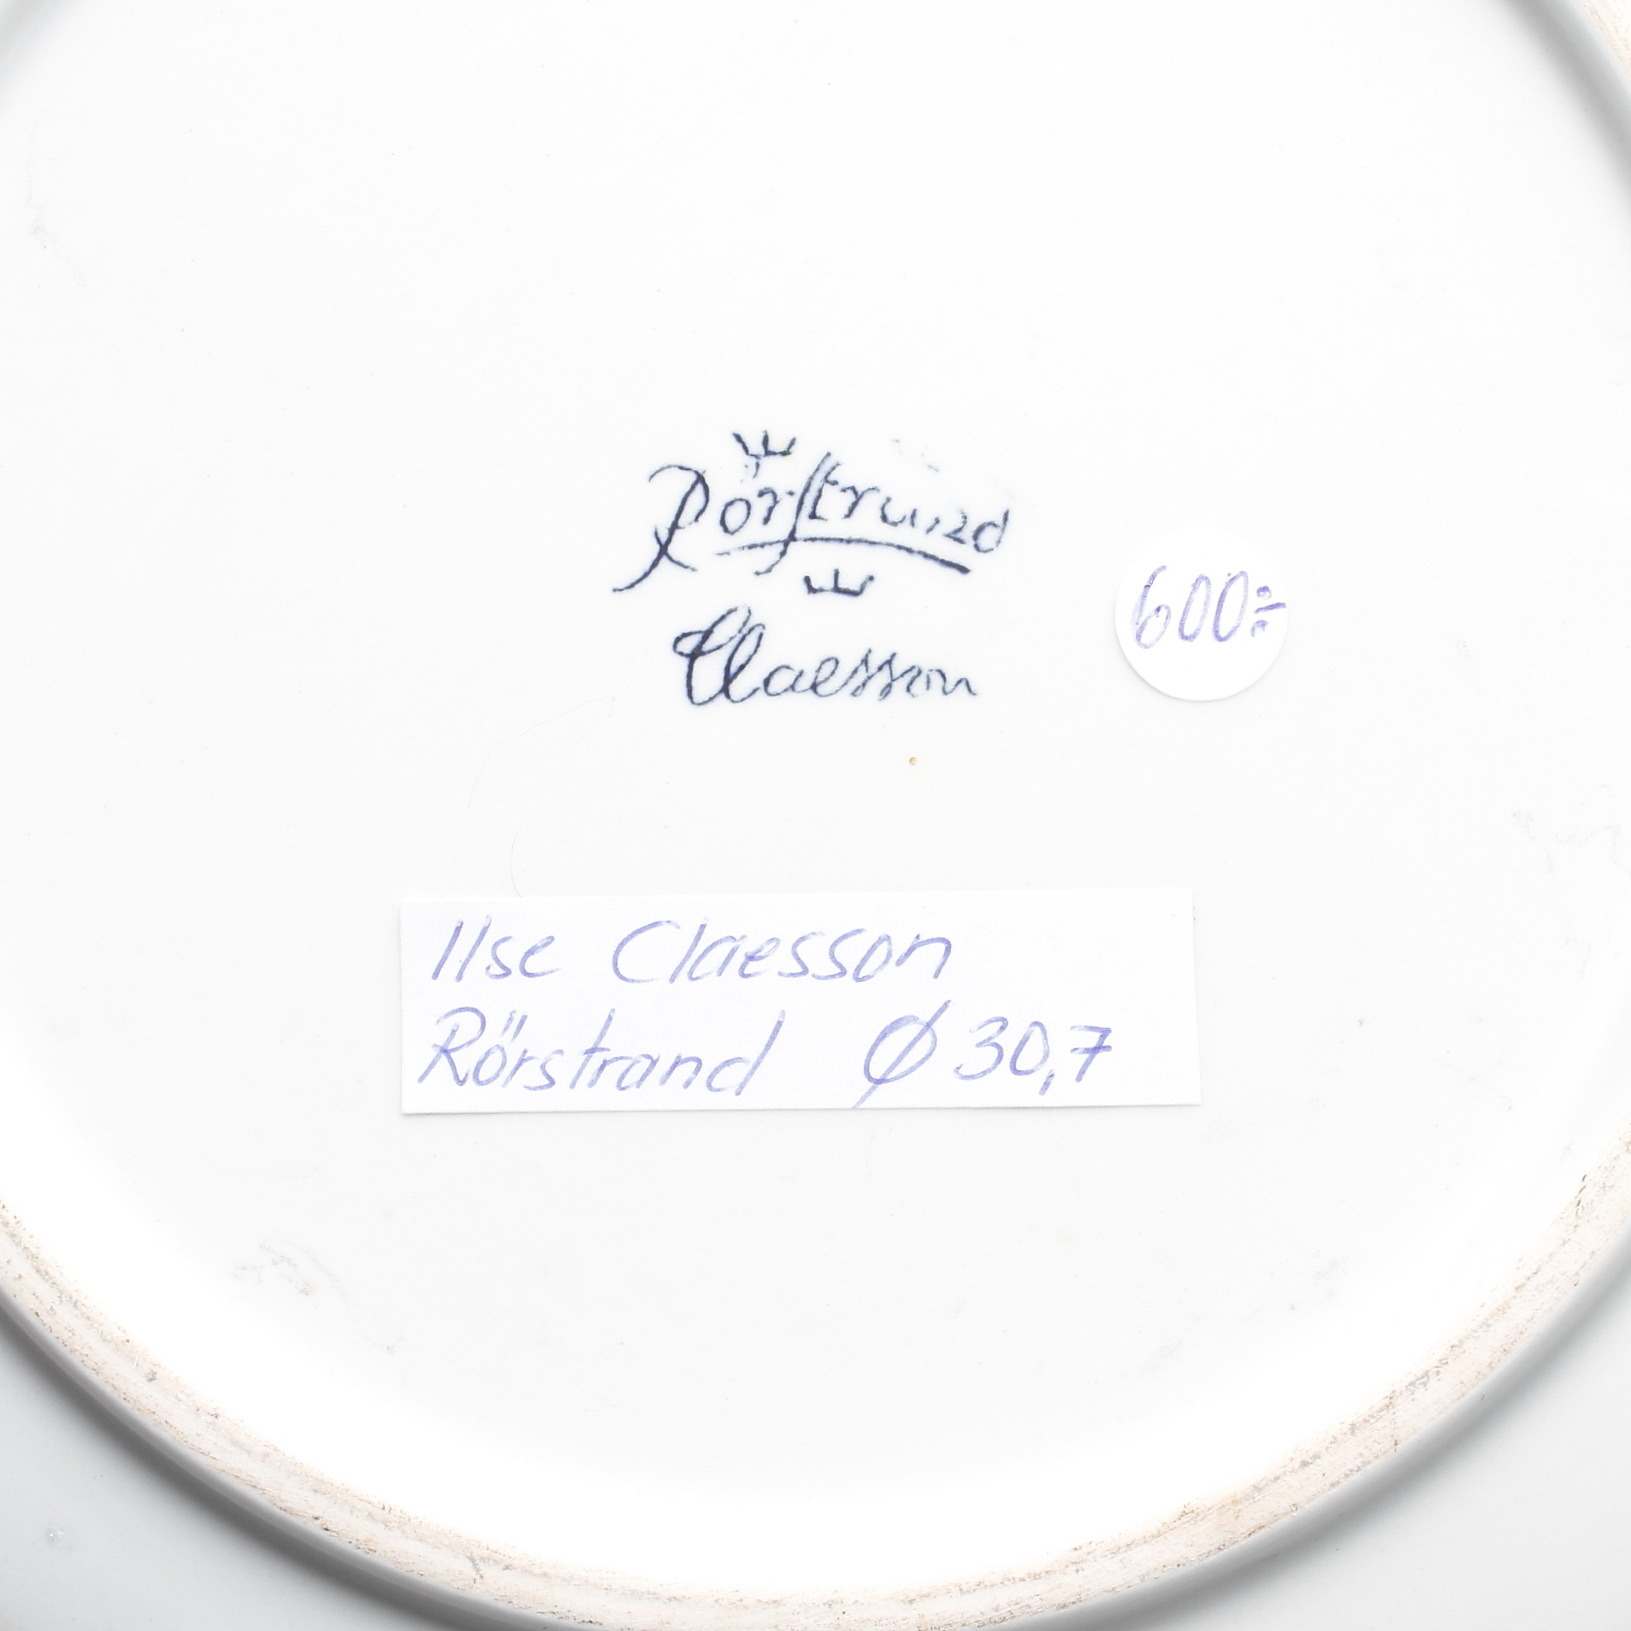 Rörstrand
Claesson
600:-
Ilse Claesson
Rörstrand Ø 30,7